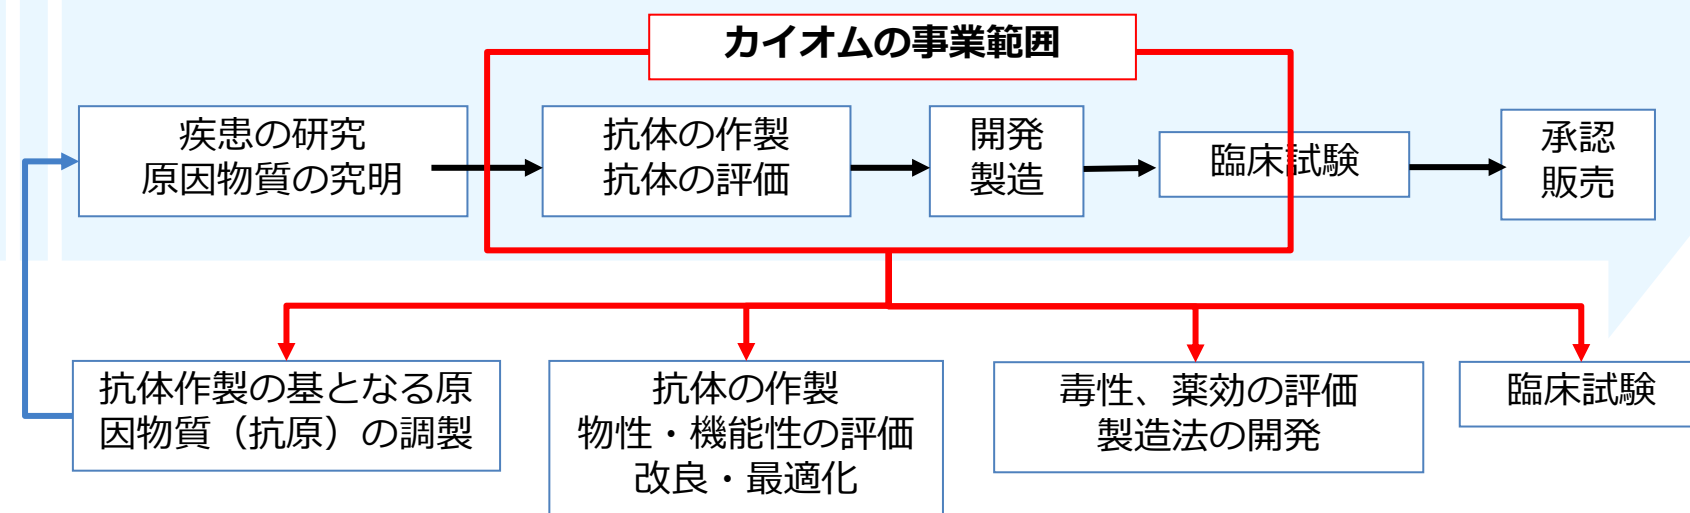 カイオムの事業範囲
疾患の研究
原因物質の究明
抗体の作製
抗体の評価
開発
製造
臨床試験
承認
販売
抗体作製の基となる原
因物質（抗原）の調製
抗体の作製
物性・機能性の評価
改良・最適化
毒性、薬効の評価
製造法の開発
臨床試験